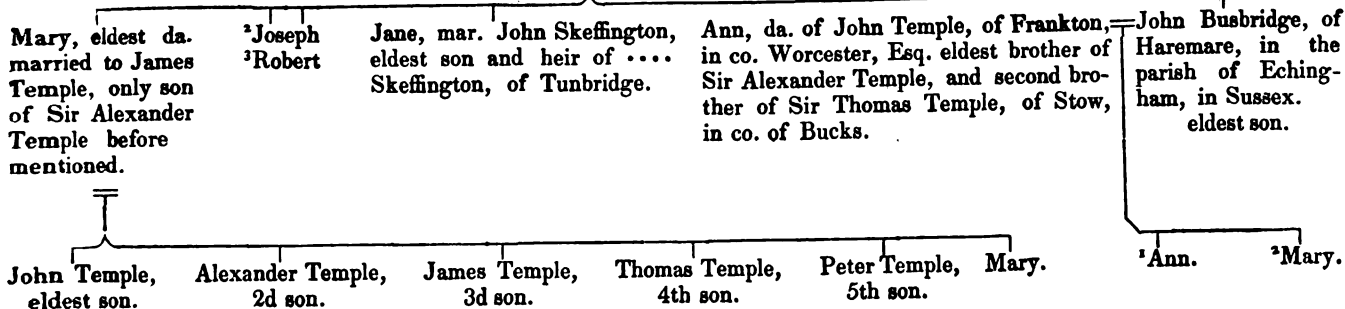 Mary, eldest da.
married to James
Temple, only son
of Sir Alexander
Temple before
mentioned.
²Joseph
³Robert
Jane, mar. John Skeffington,
eldest son and heir of ····
Skeffington, of Tunbridge.
Ann, da. of John Temple, of Frankton,
in co. Worcester, Esq. eldest brother of
Sir Alexander Temple, and second bro-
ther of Sir Thomas Temple, of Stow,
in co. of Bucks.
John Busbridge, of
Haremare, in the
parish of Eching-
ham, in Sussex.
eldest son.
John Temple,
eldest son.
Alexander Temple,
2d son.
James Temple,
3d son.
Thomas Temple,
4th son.
Peter Temple,
5th son.
Mary.
¹Ann.
²Mary.